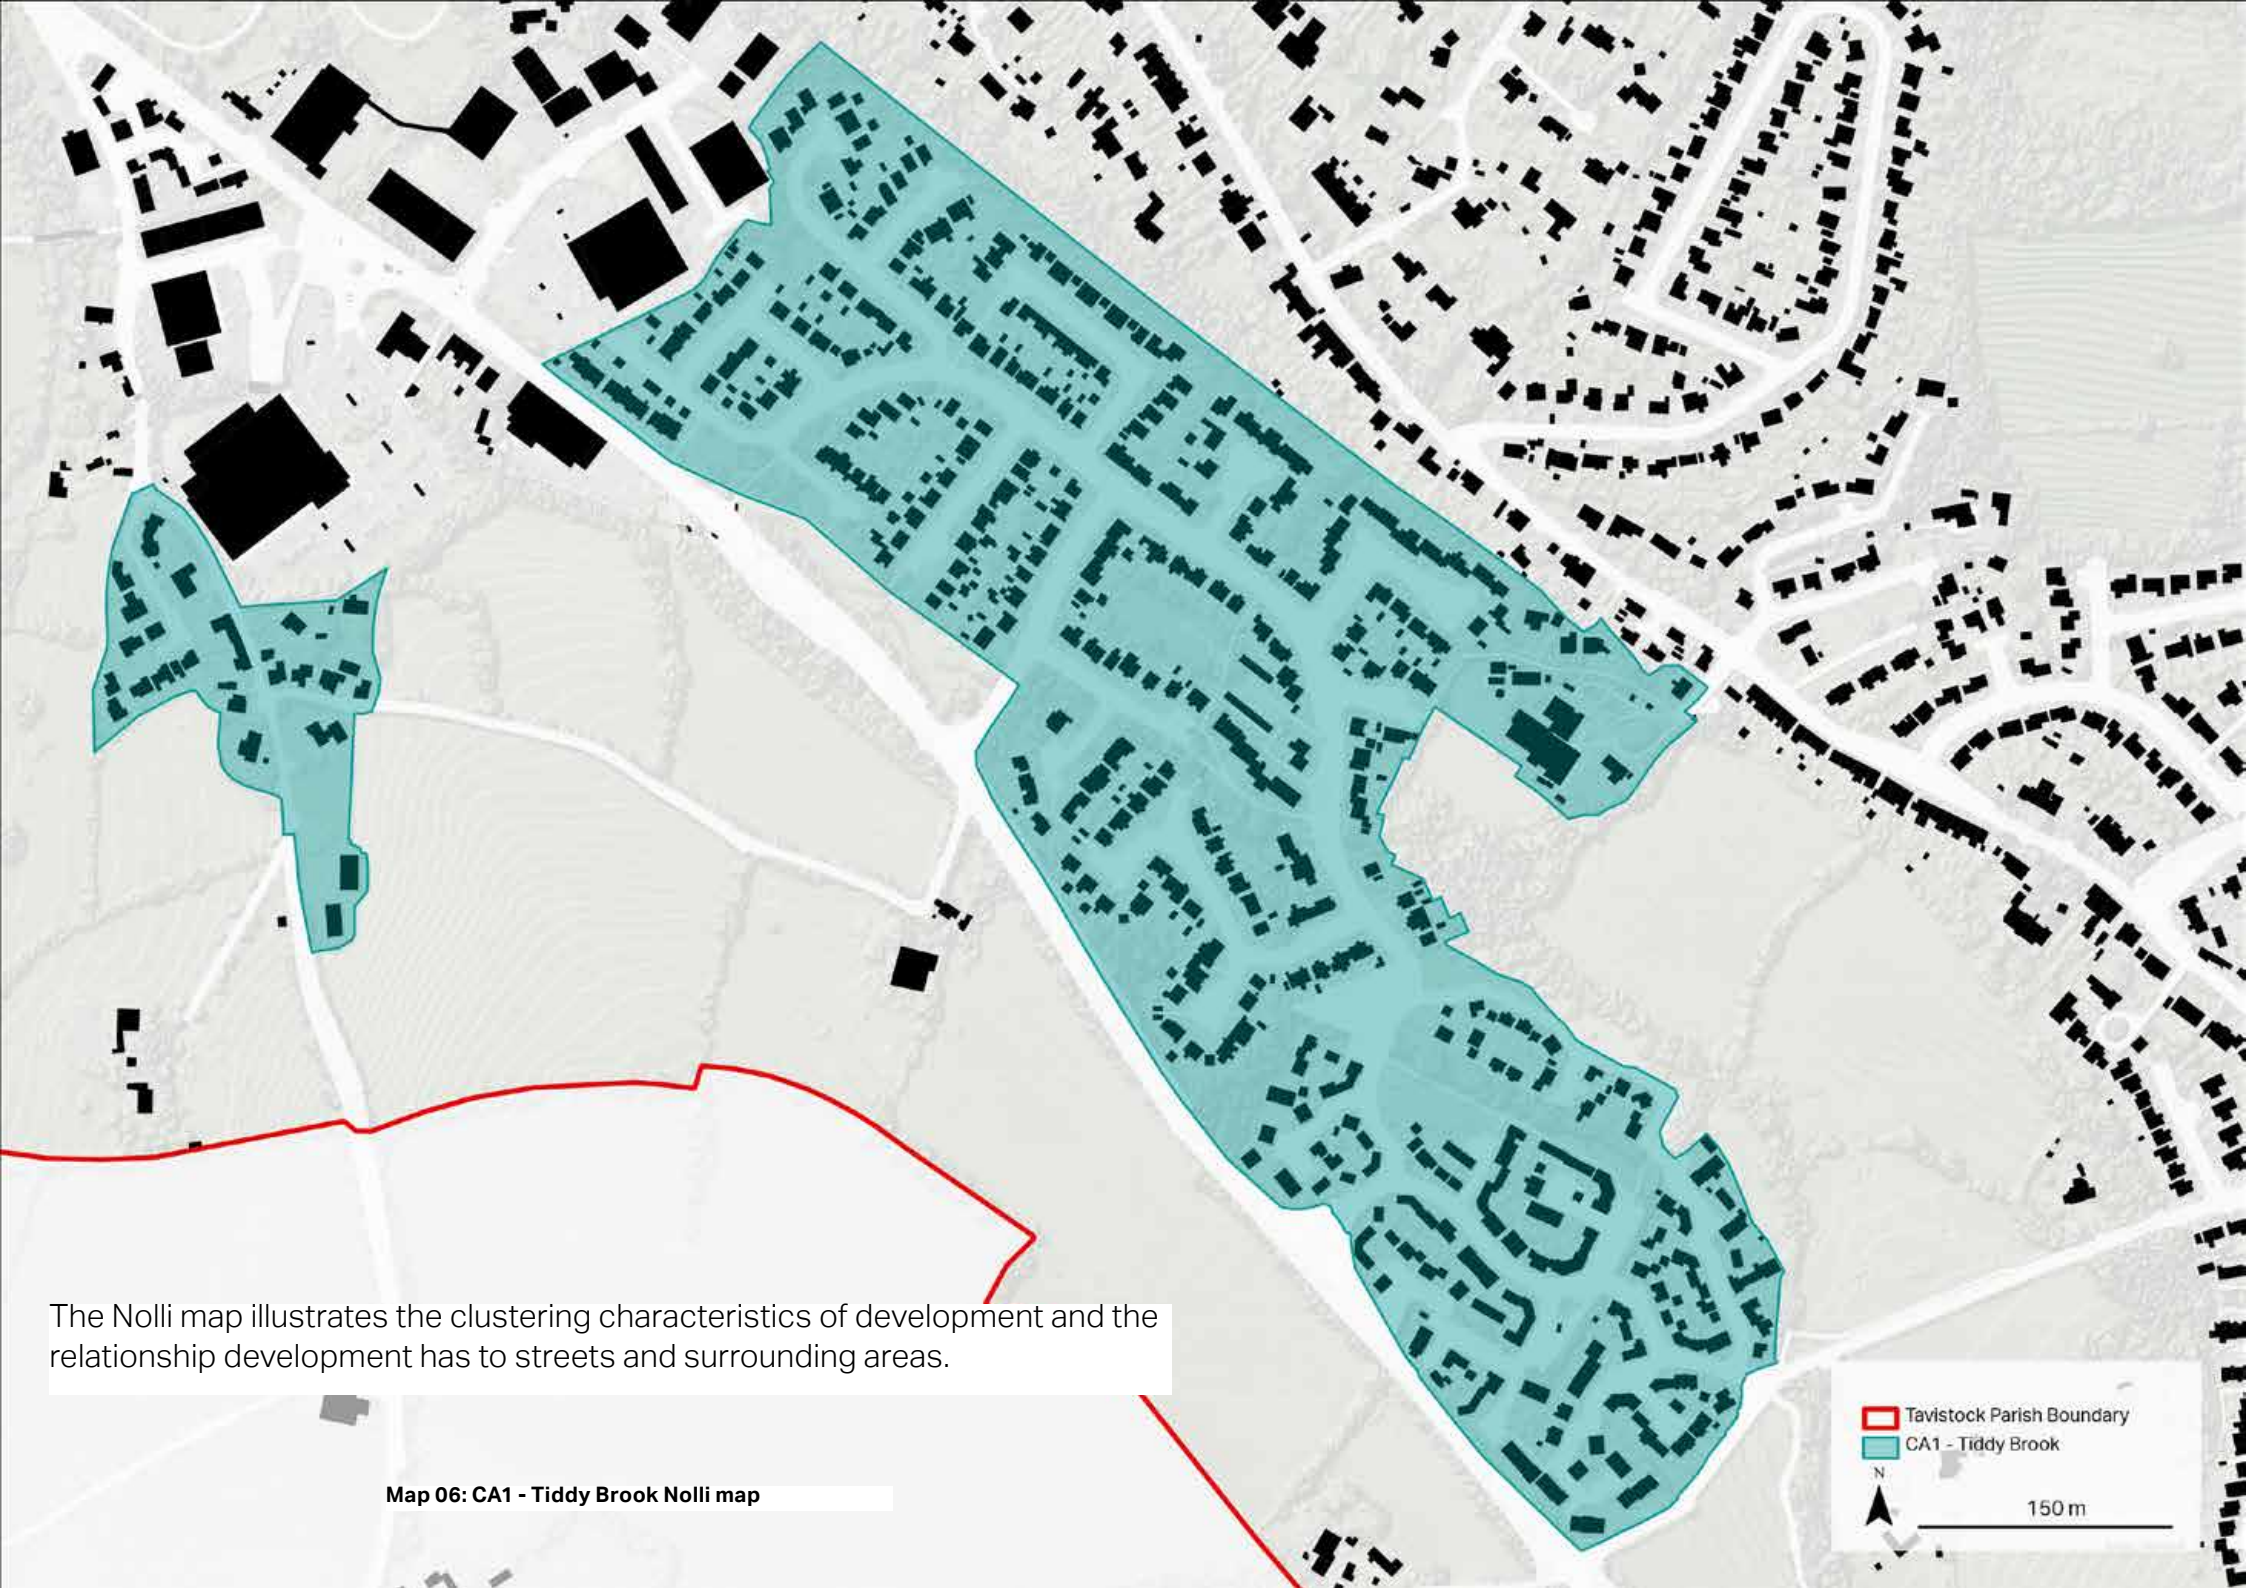 The Nolli map illustrates the clustering characteristics of development and the
relationship development has to streets and surrounding areas.
Map 06: CA1 - Tiddy Brook Nolli map
Tavistock Parish Boundary
CA1 - Tiddy Brook
N
150 m